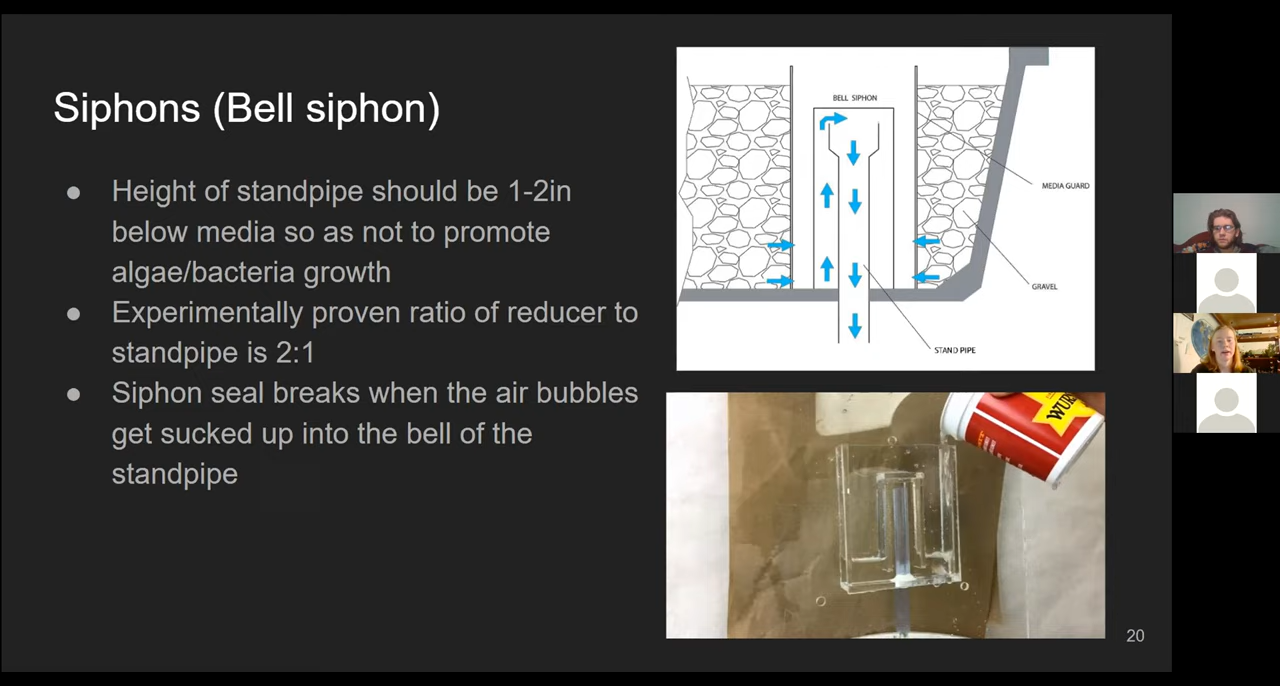 Siphons (Bell siphon)
● Height of standpipe should be 1-2in
below media so as not to promote
algae/bacteria growth
● Experimentally proven ratio of reducer to
standpipe is 2:1
● Siphon seal breaks when the air bubbles
get sucked up into the bell of the
standpipe
BELL SIPHON
MEDIA GUARD
GRAVEL
STAND PIPE
20